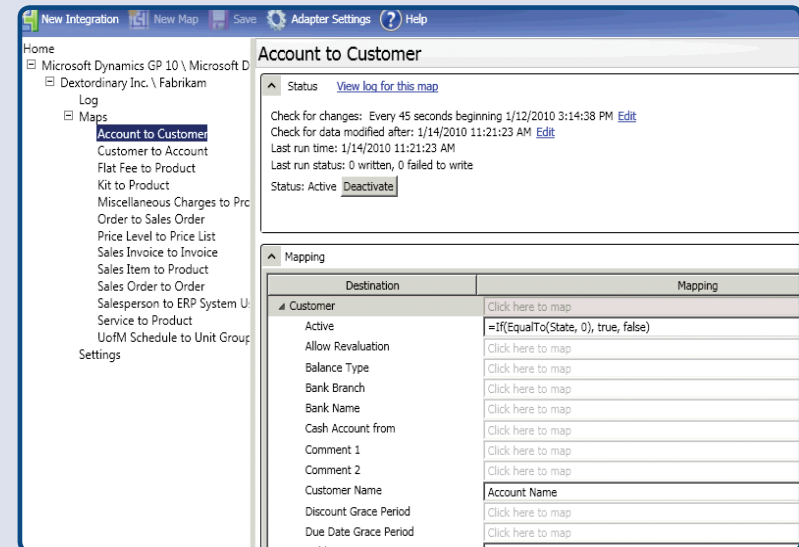 New Integration New Map Save Adapter Settings Help
Home
Microsoft Dynamics GP 10 \ Microsoft D
Dextordinary Inc. \ Fabrikam
Log
Maps
Account to Customer
Customer to Account
Flat Fee to Product
Kit to Product
Miscellaneous Charges to Prc
Order to Sales Order
Price Level to Price List
Sales Invoice to Invoice
Sales Item to Product
Sales Order to Order
Salesperson to ERP System U
Service to Product
UofM Schedule to Unit Group
Settings
Account to Customer
Status View log for this map
Check for changes: Every 45 seconds beginning 1/12/2010 3:14:38 PM Edit
Check for data modified after: 1/14/2010 11:21:23 AM Edit
Last run time: 1/14/2010 11:21:23 AM
Last run status: 0 written, 0 failed to write
Status: Active Deactivate
Mapping
Destination Mapping
Customer Click here to map
Active =If(EqualTo(State, 0), true, false)
Allow Revaluation Click here to map
Balance Type Click here to map
Bank Branch Click here to map
Bank Name Click here to map
Cash Account from Click here to map
Comment 1 Click here to map
Comment 2 Click here to map
Customer Name Account Name
Discount Grace Period Click here to map
Due Date Grace Period Click here to map